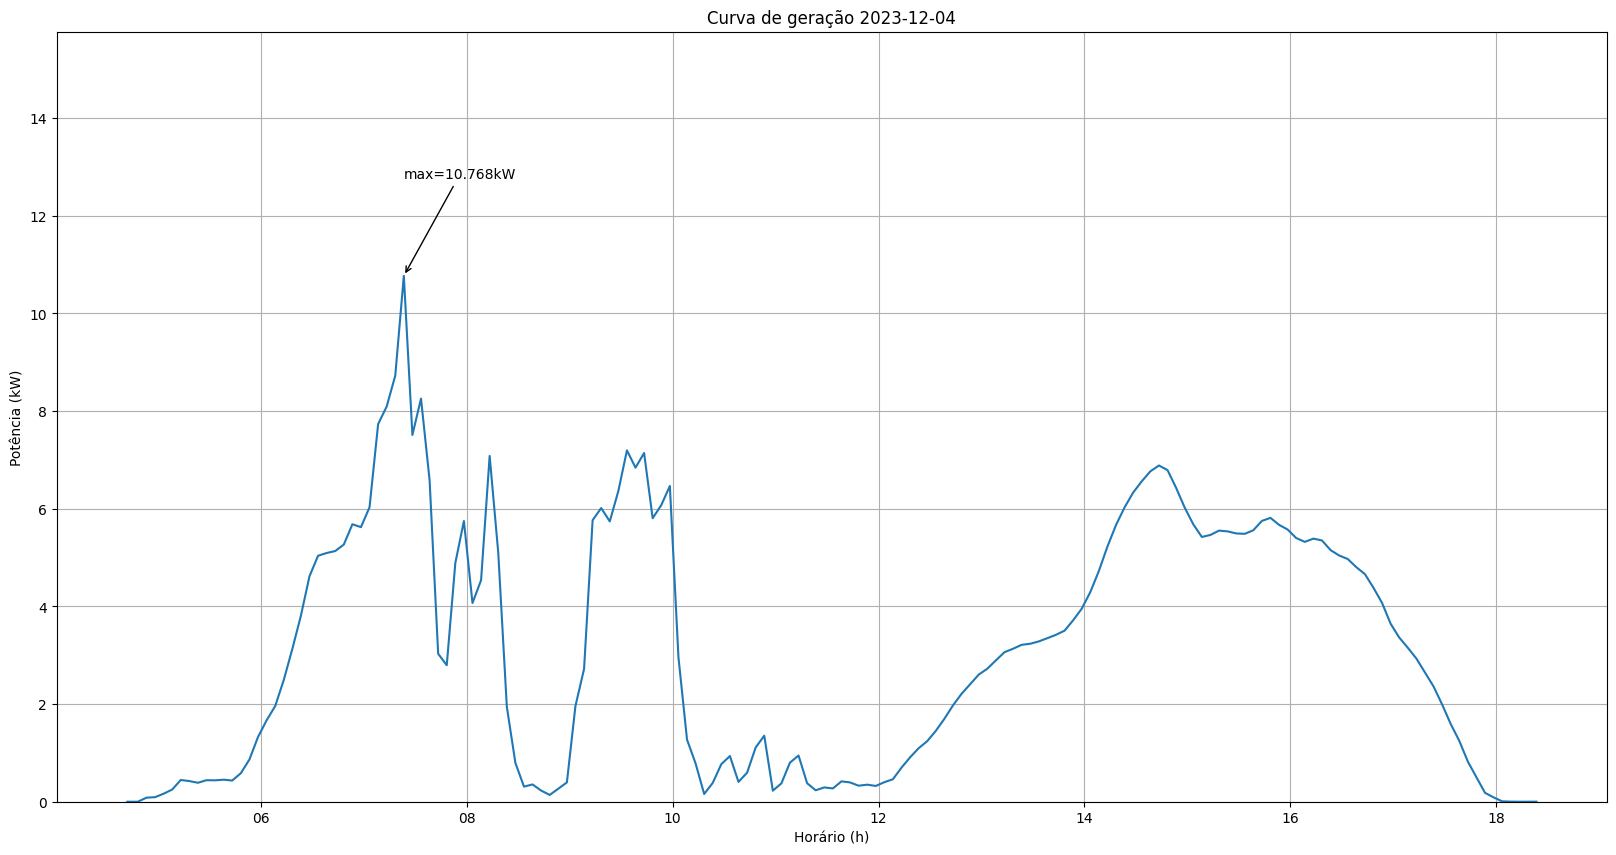 Curva de geração 2023-12-04
14
12
10
8
6
4
2
0
Potência (kW)
max=10.768kW
06 08 10 12 14 16 18
Horário (h)